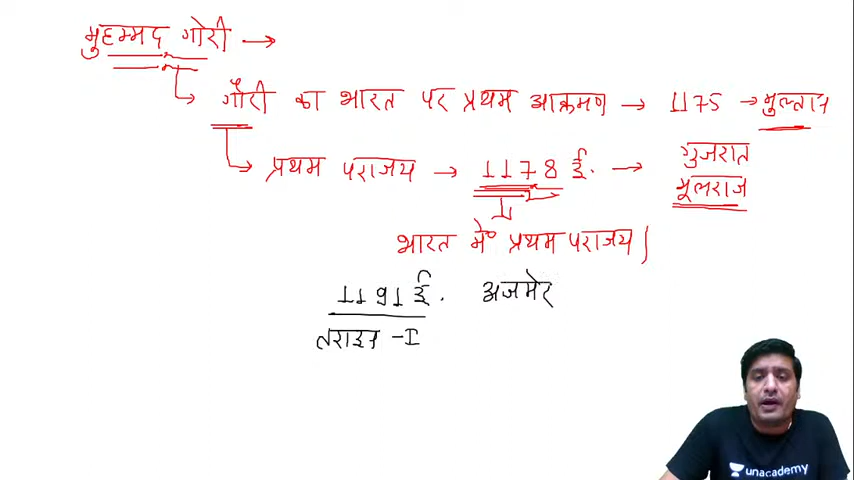 मुहम्मद गोरी →
गौरी का भारत पर प्रथम आक्रमण → 1175 → मुल्तान
प्रथम पराजय → 1178 ई. → गुजरात
मूलराज
भारत में प्रथम पराजय।
1191 ई. अजमेर
तराइन -I
unacademy